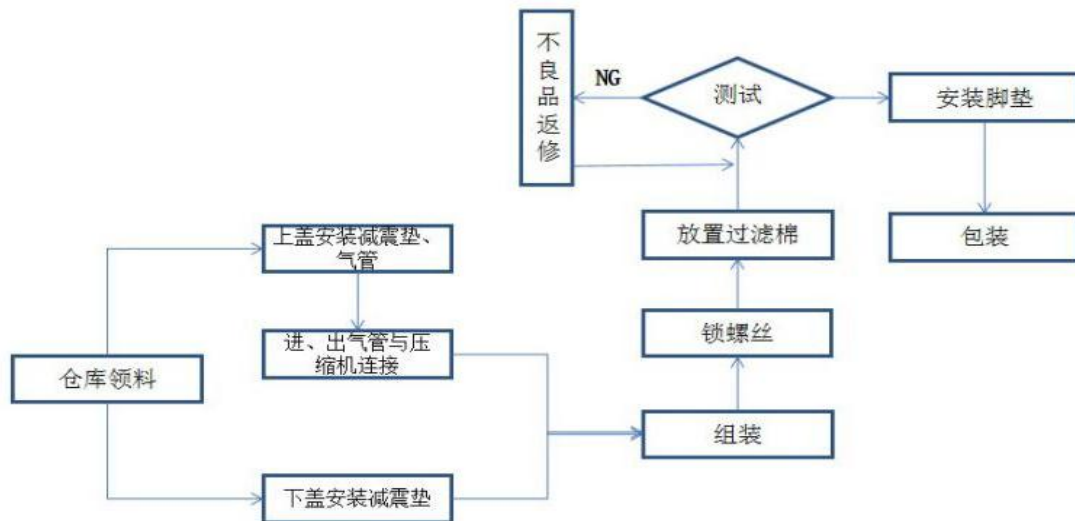 不
良
品
返
修
NG
测试
安装脚垫
放置过滤棉
包装
上盖安装减震垫、
气管
进、出气管与压
缩机连接
锁螺丝
仓库领料
组装
下盖安装减震垫